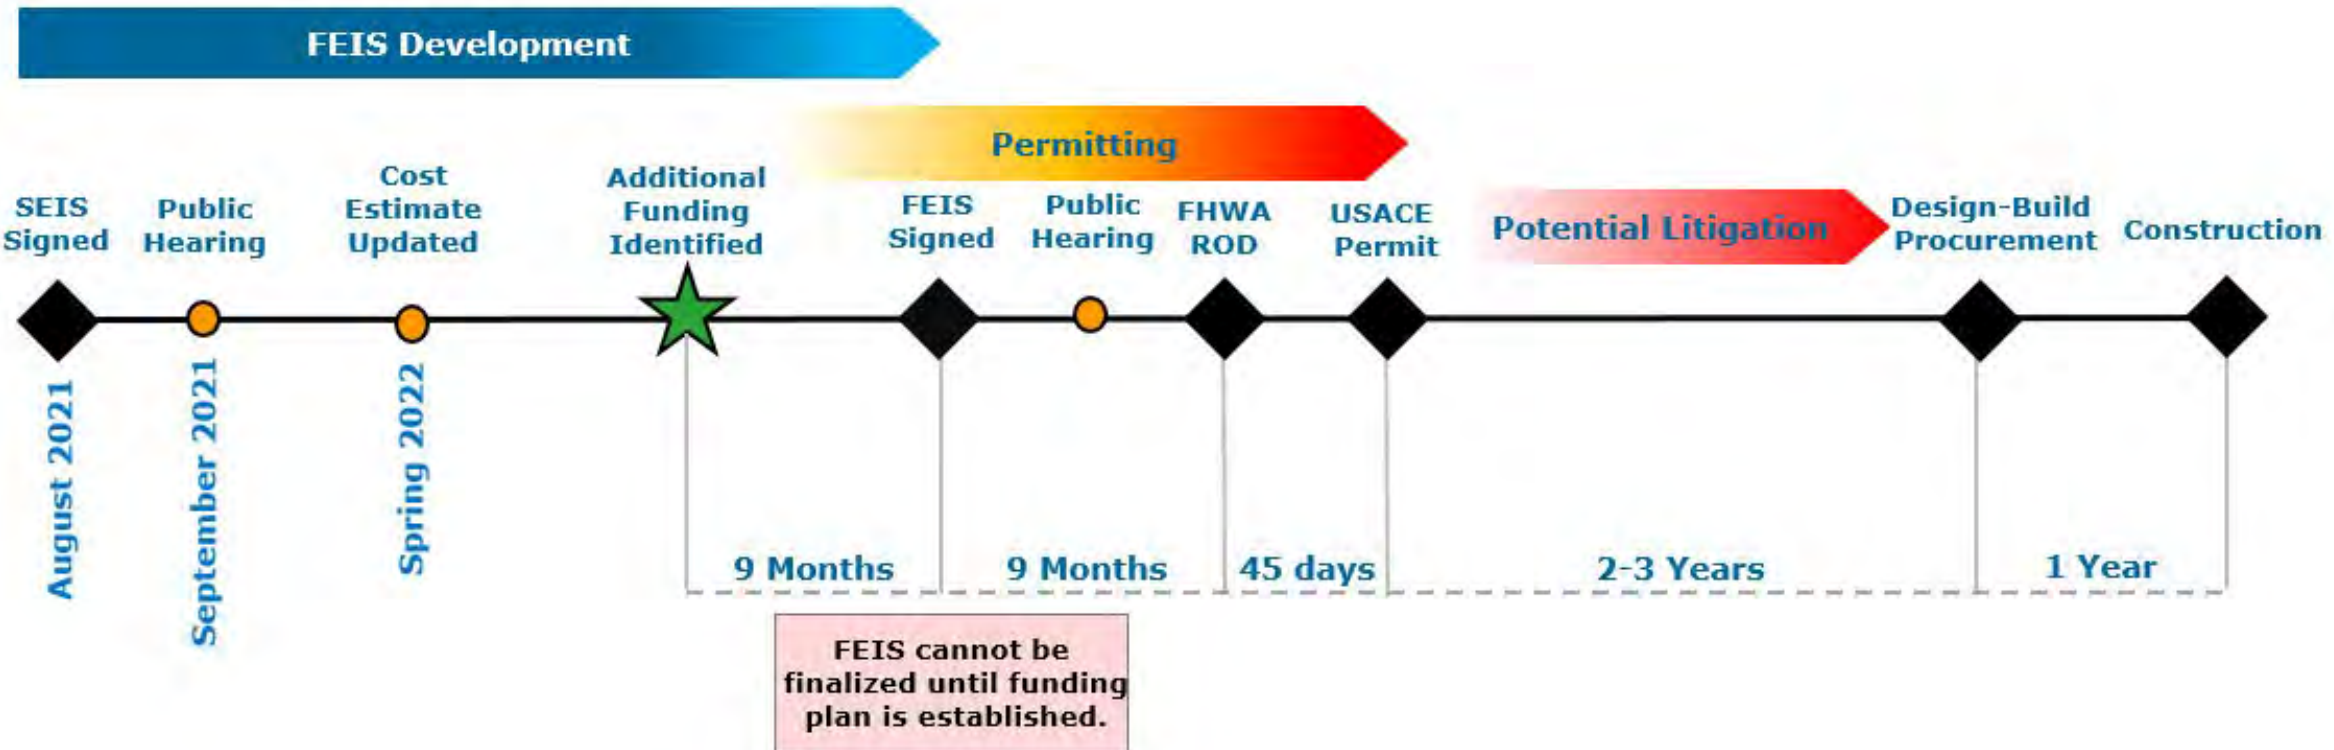 FEIS Development
Permitting
SEIS
Signed
Public
Hearing
Cost
Estimate
Updated
Additional
Funding
Identified
FEIS
Signed
Public
Hearing
FHWA
ROD
USACE
Permit
Potential Litigation
Design-Build
Procurement
Construction
August 2021
September 2021
Spring 2022
9 Months
9 Months
45 days
2-3 Years
1 Year
FEIS cannot be
finalized until funding
plan is established.